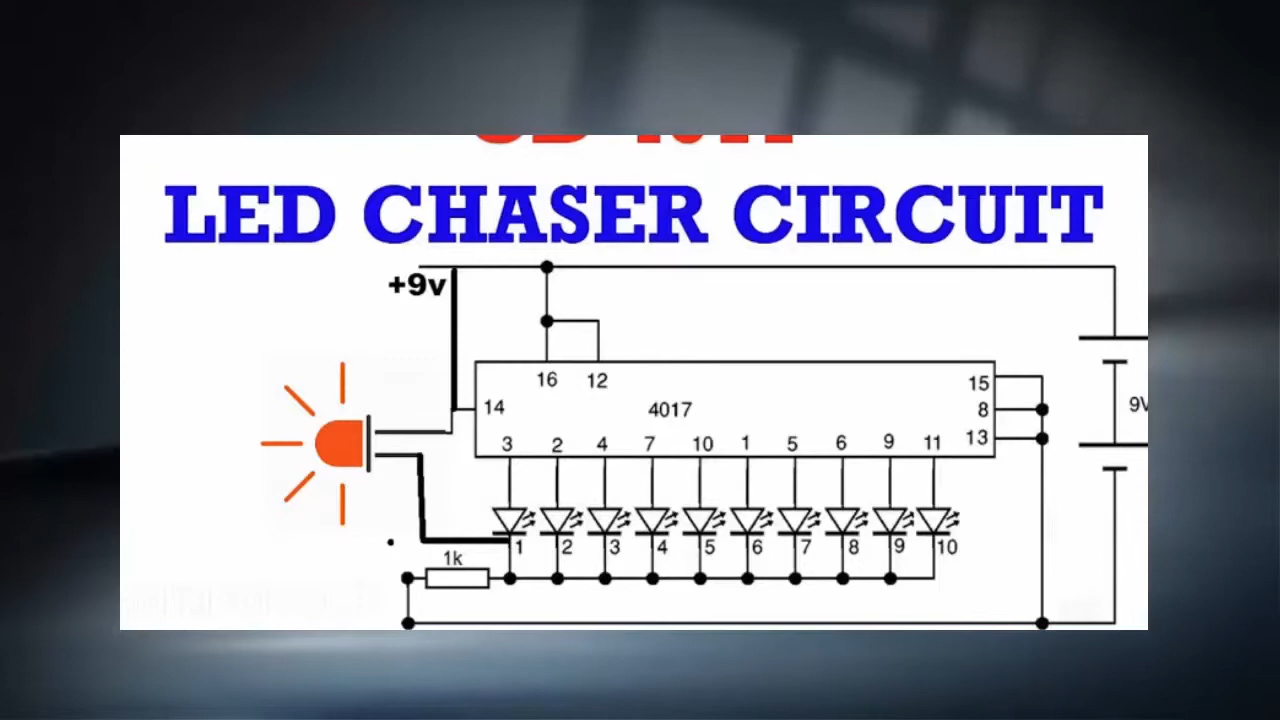 LED CHASER CIRCUIT
+9v
16 12
15
14 4017 8
9V
3 2 4 7 10 1 5 6 9 11 13
1 2 3 4 5 6 7 8 9 10
1k